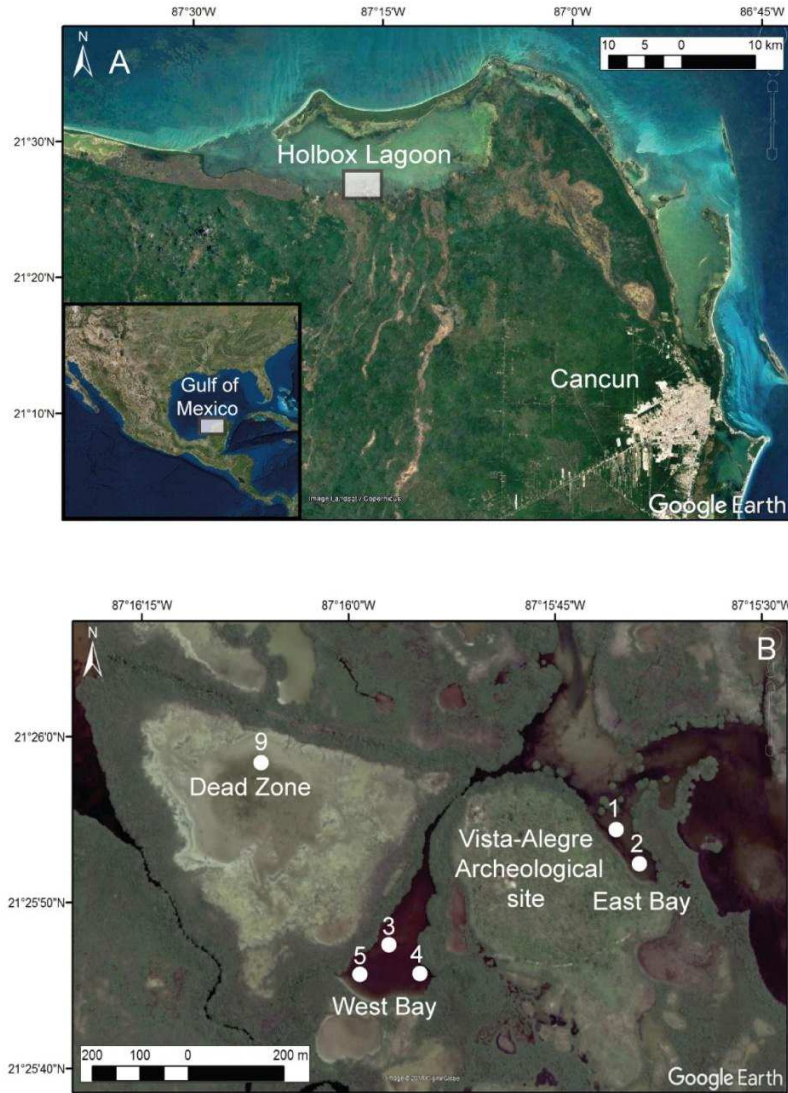 87°30'W 87°15'W 87°0'W 86°45'W
N
A
10 5 0 10 km
21°30'N
Holbox Lagoon
21°20'N
Gulf of
Mexico
Cancun
21°10'N
Image Landsat / Copernicus
Google Earth
87°16'15"W 87°16'0"W 87°15'45"W 87°15'30"W
N
B
21°26'0"N
9
Dead Zone
1
Vista-Alegre
Archeological
site
2
East Bay
21°25'50"N
3
5 4
West Bay
200 100 0 200 m
21°25'40"N
Google Earth